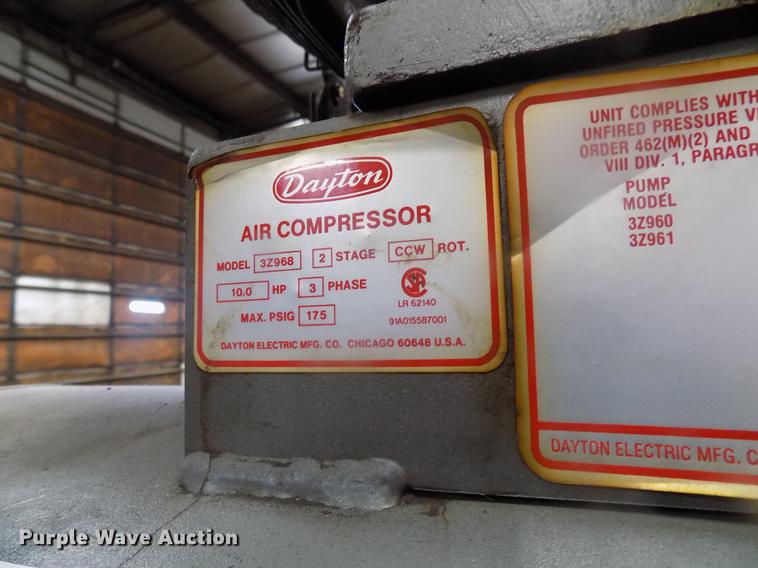 Dayton
AIR COMPRESSOR
MODEL 3Z968 2 STAGE CCW ROT.
10.0 HP 3 PHASE
LR 62140
MAX. PSIG 175
91A015587001
DAYTON ELECTRIC MFG. CO. CHICAGO 60648 U.S.A.
UNIT COMPLIES WITH
UNFIRED PRESSURE
ORDER 462(M)(2) AND
VIII DIV. 1,
PUMP
MODEL
3Z960
3Z961
DAYTON ELECTRIC MFG.
Purple Wave Auction